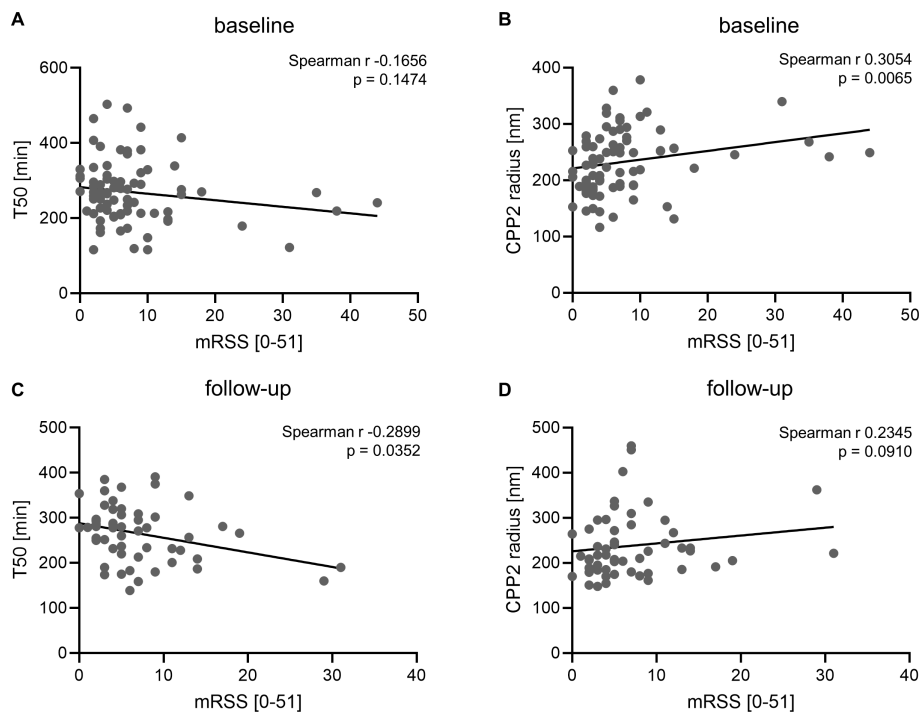 A
baseline
Spearman r -0.1656
p = 0.1474
600
400
200
0
T50 [min]
0 10 20 30 40 50
mRSS [0-51]
B
baseline
Spearman r 0.3054
p = 0.0065
400
300
200
100
0
CPP2 radius [nm]
0 10 20 30 40 50
mRSS [0-51]
C
follow-up
Spearman r -0.2899
p = 0.0352
500
400
300
200
100
0
T50 [min]
0 10 20 30 40
mRSS [0-51]
D
follow-up
Spearman r 0.2345
p = 0.0910
500
400
300
200
100
0
CPP2 radius [nm]
0 10 20 30 40
mRSS [0-51]